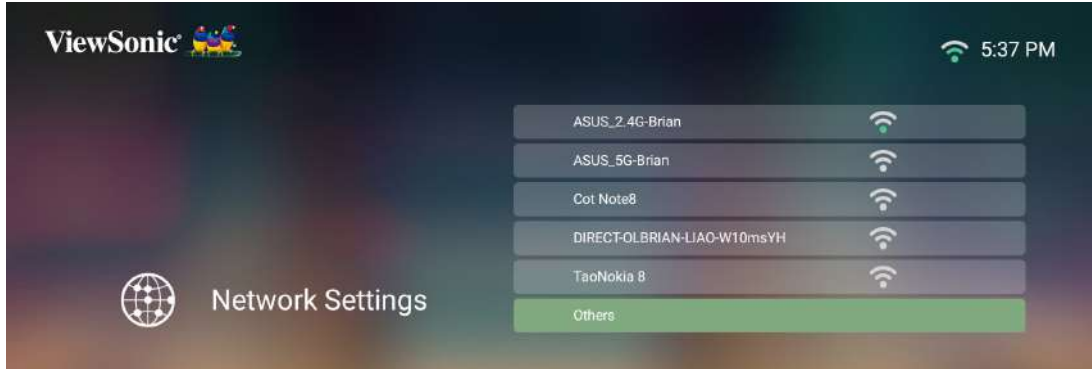 ViewSonic
5:37 PM
ASUS_2.4G-Brian
ASUS_5G-Brian
Cot Note8
DIRECT-OLBRIAN-LIAO-W10msYH
TaoNokia 8
Network Settings
Others